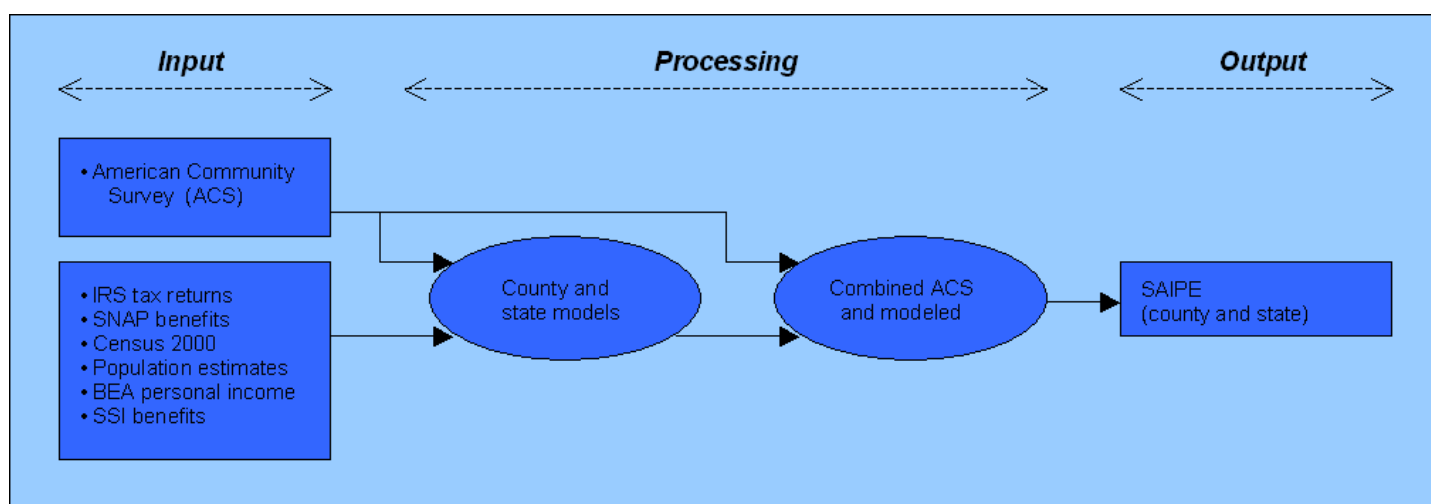 Input
Processing
Output
• American Community
Survey (ACS)
• IRS tax returns
• SNAP benefits
• Census 2000
• Population estimates
• BEA personal income
• SSI benefits
County and
state models
Combined ACS
and modeled
SAIPE
(county and state)